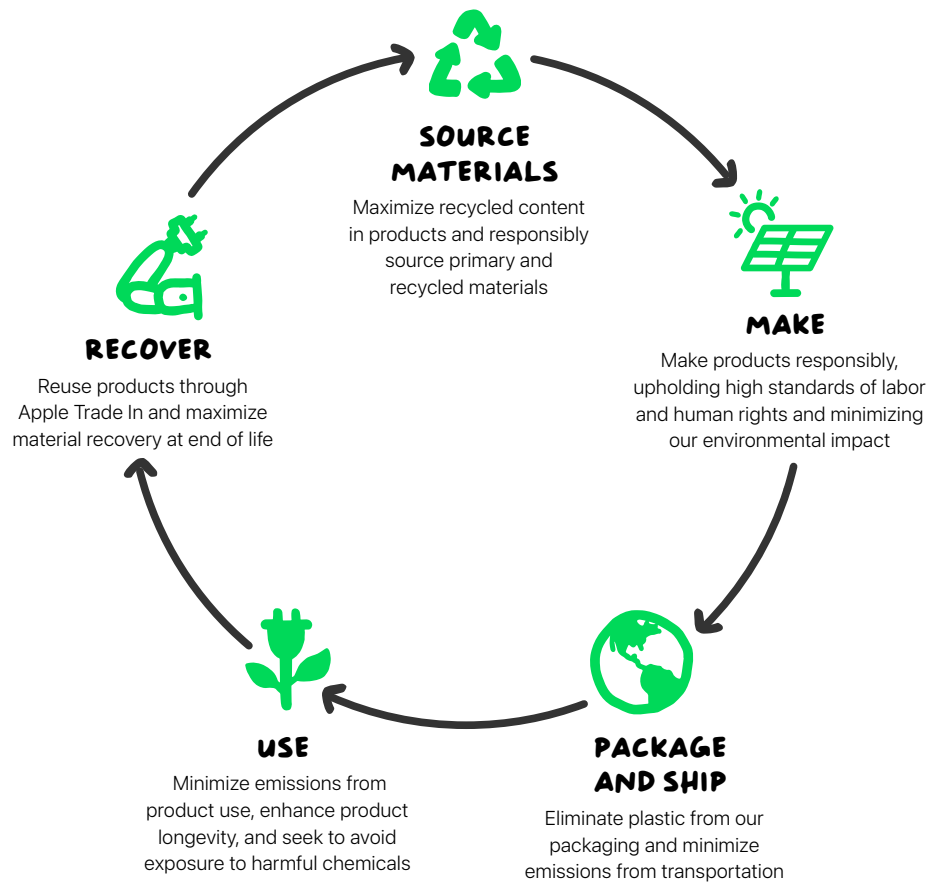 SOURCE
MATERIALS
Maximize recycled content
in products and responsibly
source primary and
recycled materials
MAKE
Make products responsibly,
upholding high standards of labor
and human rights and minimizing
our environmental impact
PACKAGE
AND SHIP
Eliminate plastic from our
packaging and minimize
emissions from transportation
USE
Minimize emissions from
product use, enhance product
longevity, and seek to avoid
exposure to harmful chemicals
RECOVER
Reuse products through
Apple Trade In and maximize
material recovery at end of life